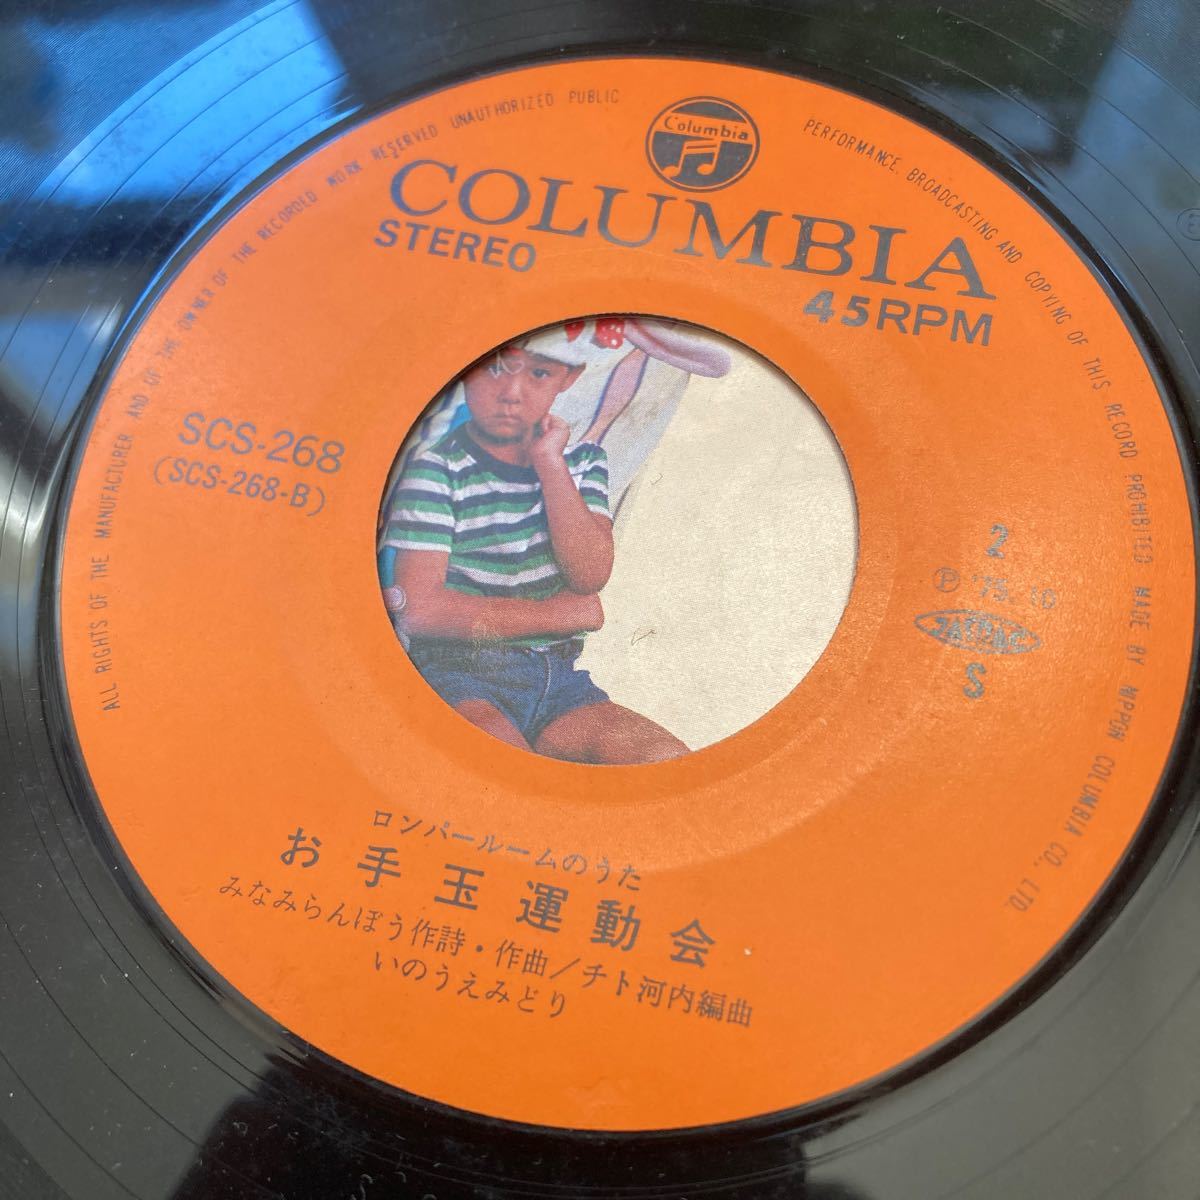 ALL RIGHTS OF THE MANUFACTURER AND OF THE OWNER OF THE RECORDED WORK RESERVED UNAUTHORIZED PUBLIC
PERFORMANCE, BROADCASTING AND COPYING OF THIS RECORD PROHIBITED MADE BY NIPPON COLUMBIA CO., LTD.
Columbia
COLUMBIA
STEREO
45RPM
SCS-268
(SCS-268-B)
2
Ⓟ '75. 10
JASRAC
S
ロンパールームのうた
お手玉運動会
みなみらんぼう作詩・作曲/チト河内編曲
いのうえみどり